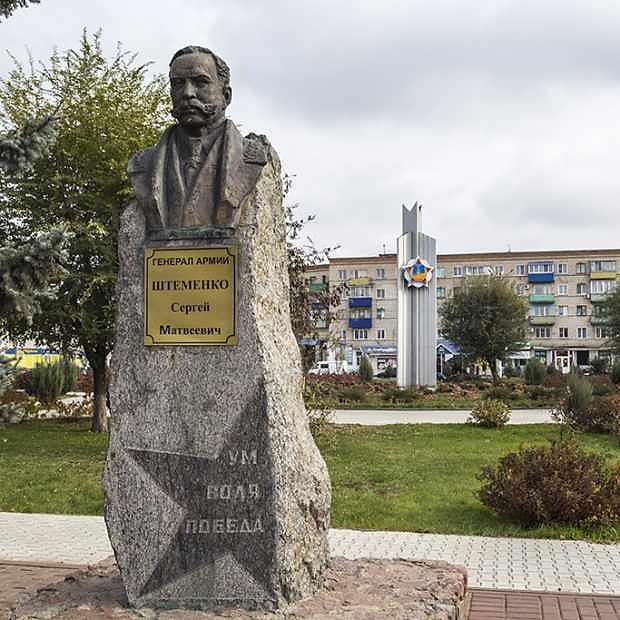 ГЕНЕРАЛ АРМИИ
ШТЕМЕНКО
Сергей
Матвеевич
УМ
ВОЛЯ
ПОБЕДА